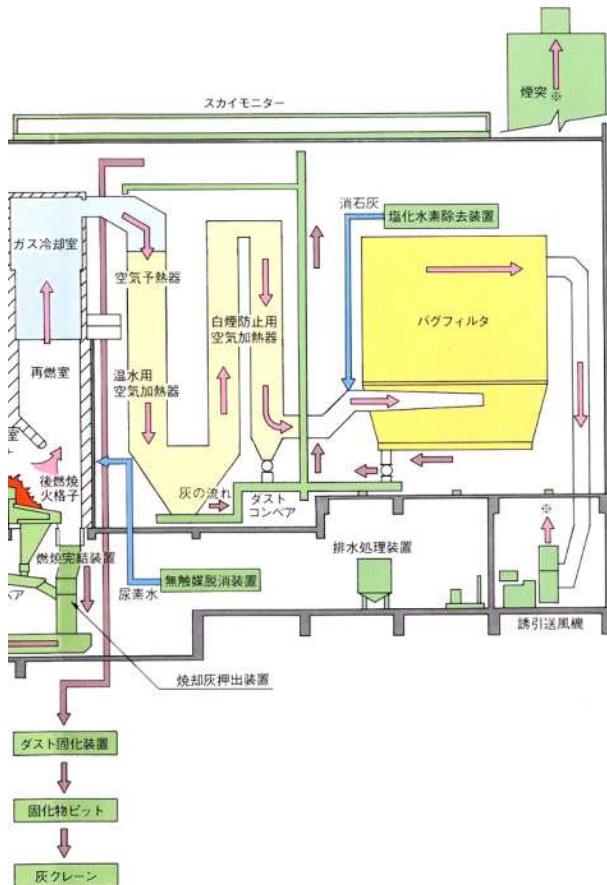 煙突
※
スカイモニター
消石灰
塩化水素除去装置
ガス冷却室
空気予熱器
バグフィルタ
白煙防止用
空気加熱器
再燃室
温水用
空気加熱器
室
後燃焼
火格子
灰の流れ
ダスト
コンベア
※
燃焼完結装置
排水処理装置
ベア
尿素水
無触媒脱消装置
誘引送風機
焼却灰押出装置
ダスト固化装置
固化物ピット
灰クレーン